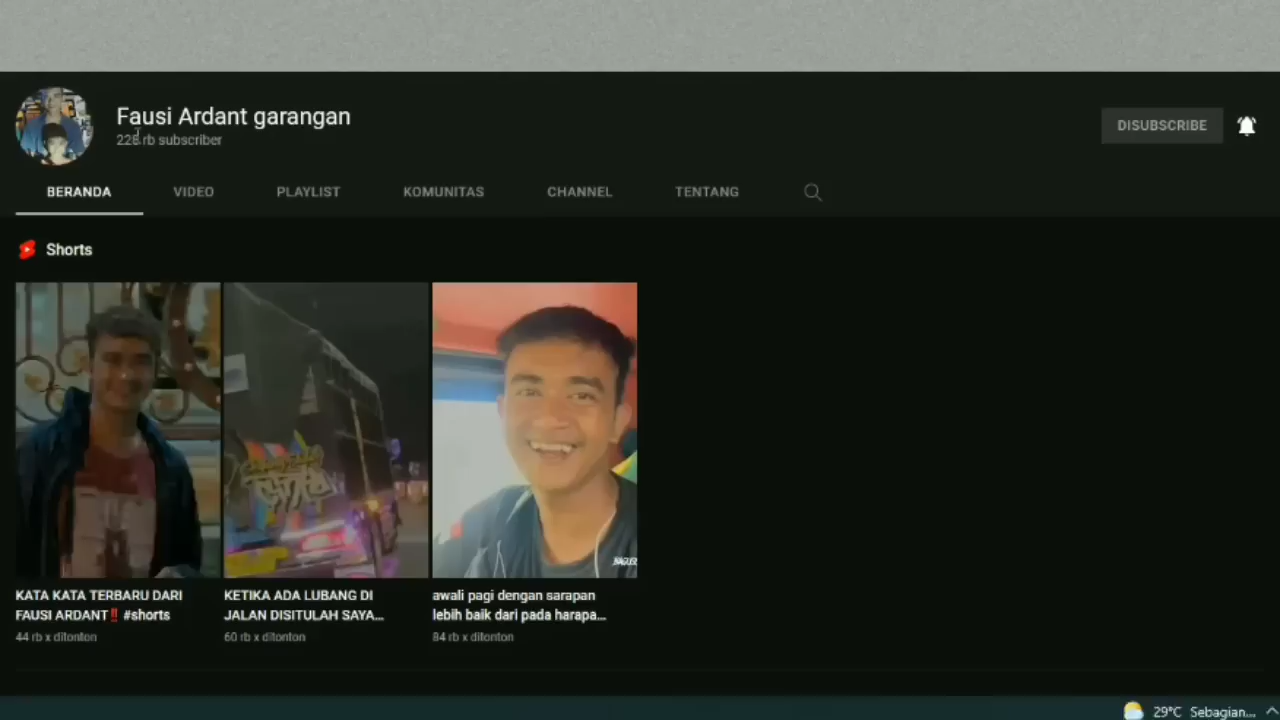 Fausi Ardant garangan
228 rb subscriber
DISUBSCRIBE
BERANDA VIDEO PLAYLIST KOMUNITAS CHANNEL TENTANG
Shorts
KATA KATA TERBARU DARI
FAUSI ARDANT‼️ #shorts
44 rb x ditonton
KETIKA ADA LUBANG DI
JALAN DISITULAH SAYA...
60 rb x ditonton
awali pagi dengan sarapan
lebih baik dari pada harapa...
84 rb x ditonton
29°C Sebagian...